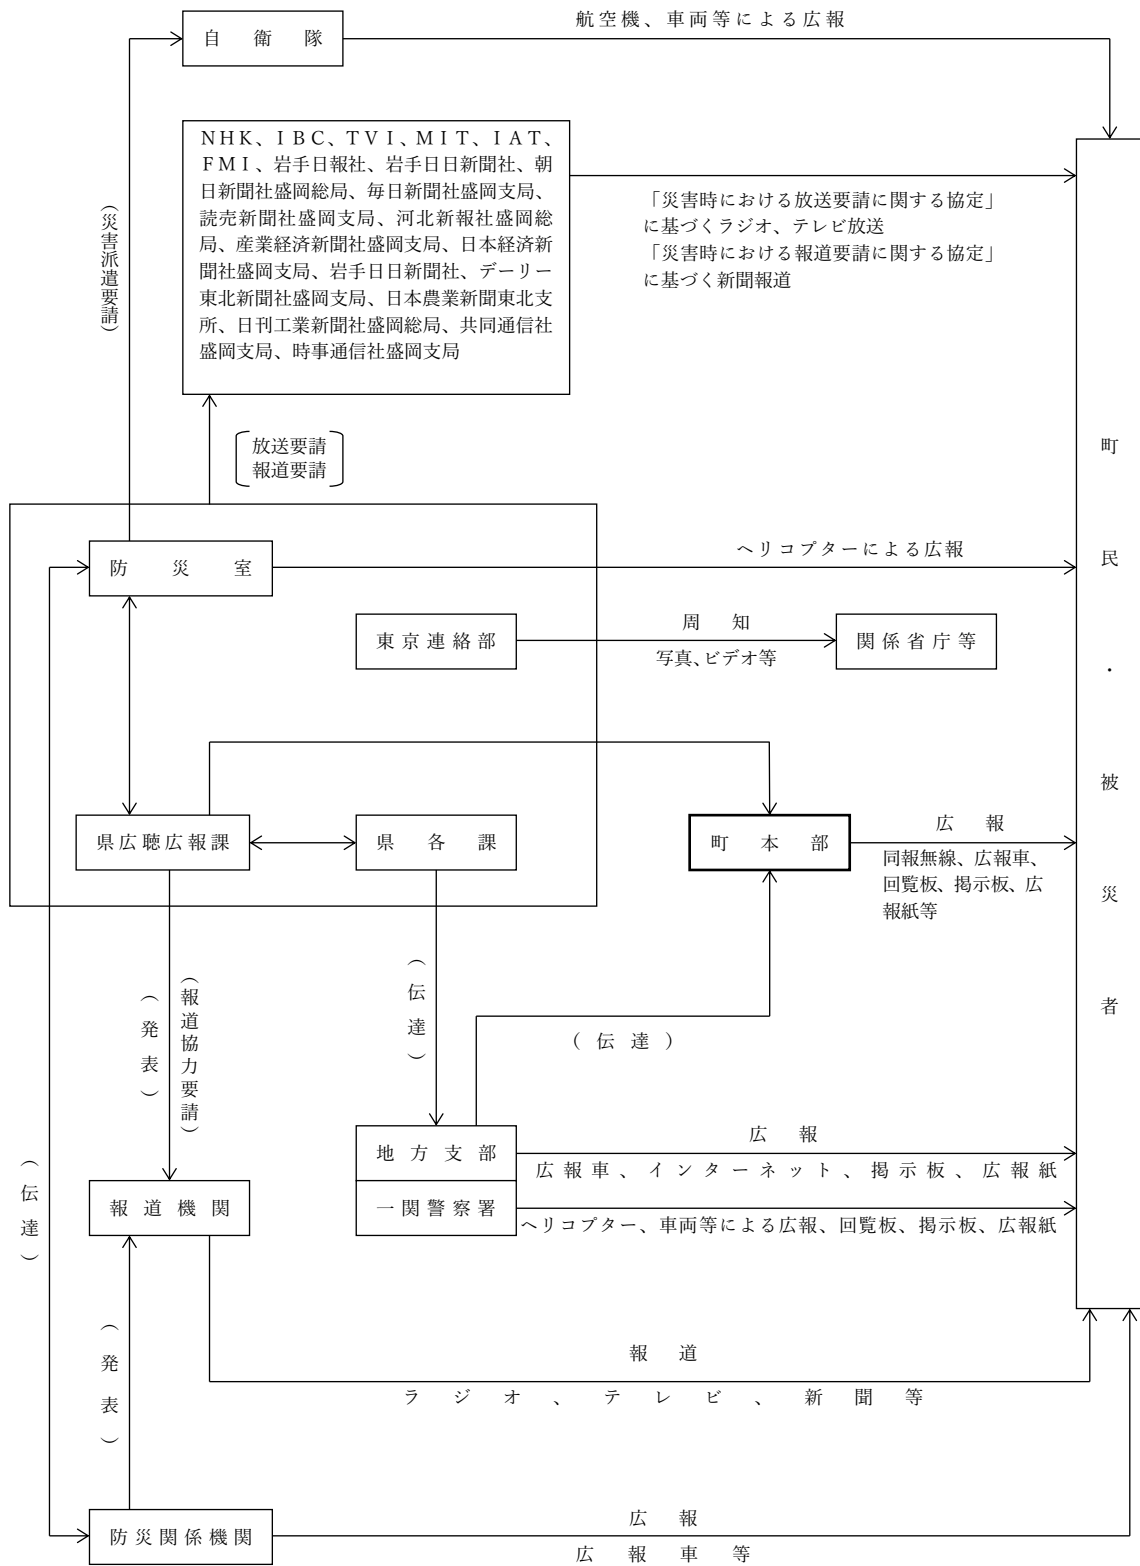 航空機、車両等による広報
自衛隊
NHK、IBC、TVI、MIT、IAT、
FMI、岩手日報社、岩手日日新聞社、朝
日新聞社盛岡総局、毎日新聞社盛岡支局、
読売新聞社盛岡支局、河北新報社盛岡総
局、産業経済新聞社盛岡支局、日本経済新
聞社盛岡支局、岩手日日新聞社、デーリー
東北新聞社盛岡支局、日本農業新聞東北支
所、日刊工業新聞社盛岡総局、共同通信社
盛岡支局、時事通信社盛岡支局
「災害時における放送要請に関する協定」
に基づくラジオ、テレビ放送
「災害時における報道要請に関する協定」
に基づく新聞報道
(災害派遣要請)
放送要請
報道要請
町民・被災者
防災室
ヘリコプターによる広報
東京連絡部
周知
写真、ビデオ等
関係省庁等
県広聴広報課
県各課
町本部
広報
同報無線、広報車、
回覧板、掲示板、広
報紙等
(発表)
(報道協力要請)
(伝達)
(伝達)
地方支部
広報
広報車、インターネット、掲示板、広報紙
一関警察署
ヘリコプター、車両等による広報、回覧板、掲示板、広報紙
報道機関
(伝達)
(発表)
報道
ラジオ、テレビ、新聞等
防災関係機関
広報
広報車等